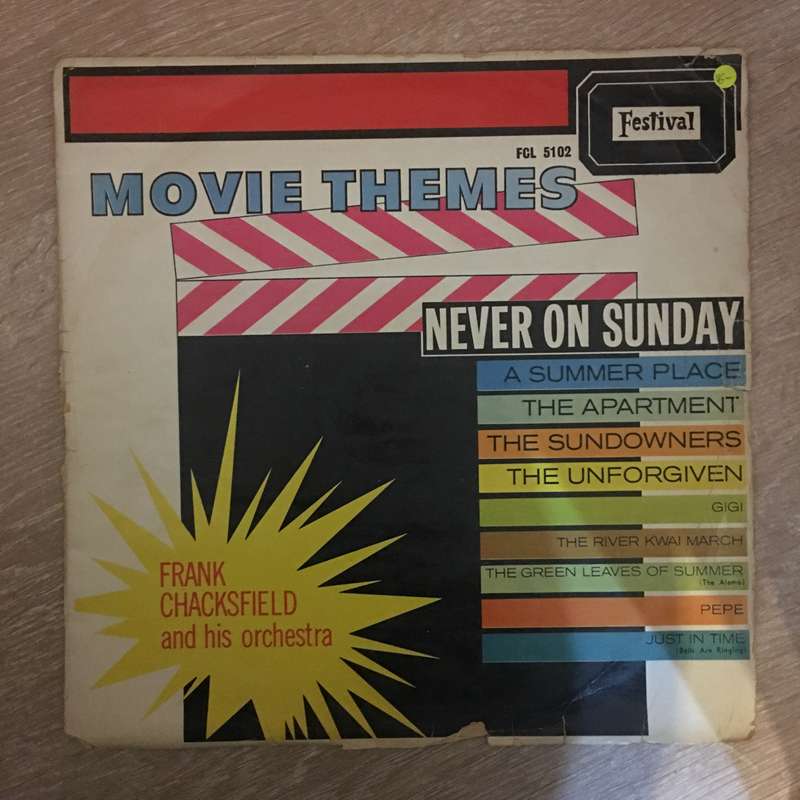 Festival
FCL 5102
MOVIE THEMES
NEVER ON SUNDAY
A SUMMER PLACE
THE APARTMENT
THE SUNDOWNERS
THE UNFORGIVEN
GIGI
THE RIVER KWAI MARCH
THE GREEN LEAVES OF SUMMER
(The Alamo)
PEPE
JUST IN TIME
(Bells Are Ringing)
FRANK
CHACKSFIELD
and his orchestra